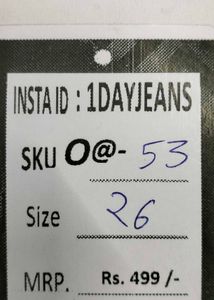 INSTA ID : 1DAYJEANS
SKU O@- 53
Size 26
MRP. Rs. 499 /-